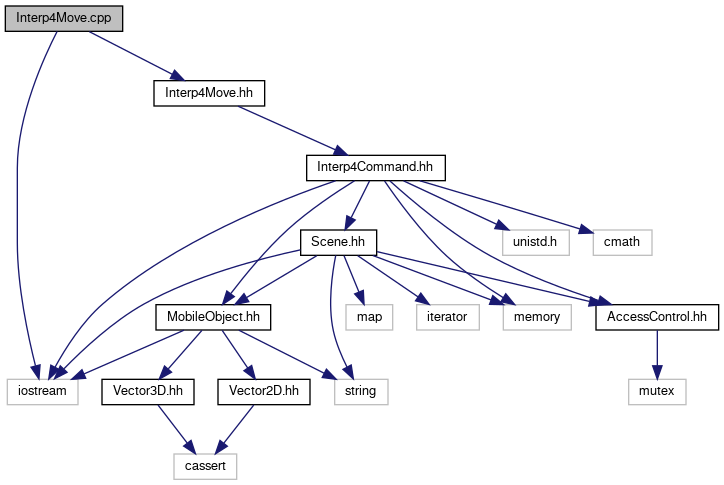 Interp4Move.cpp
Interp4Move.hh
Interp4Command.hh
Scene.hh
unistd.h
cmath
MobileObject.hh
map
iterator
memory
AccessControl.hh
iostream
Vector3D.hh
Vector2D.hh
string
mutex
cassert